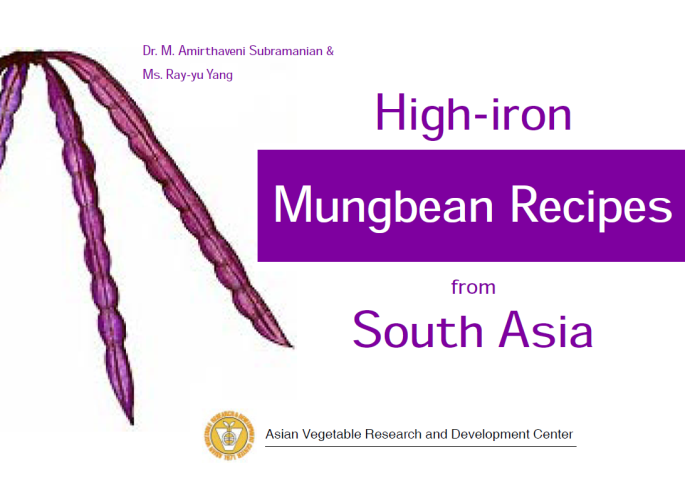 Dr. M. Amirthaveni Subramanian &
Ms. Ray-yu Yang
High-iron
Mungbean Recipes
from
South Asia
Asian Vegetable Research and Development Center